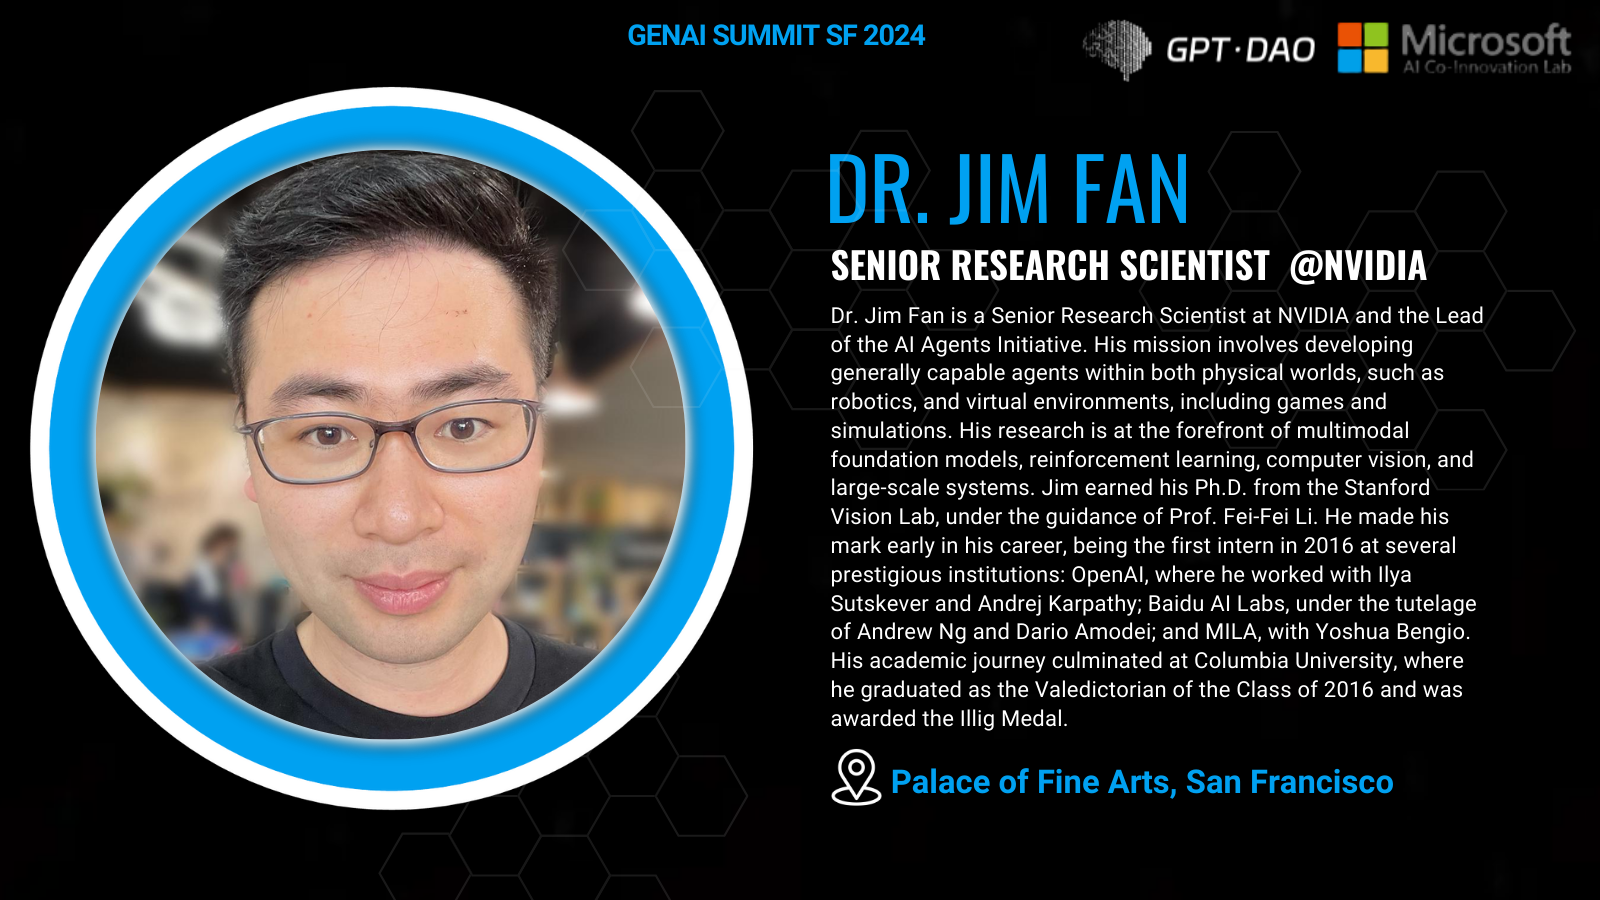 GENAI SUMMIT SF 2024
GPT·DAO
Microsoft
AI Co-Innovation Lab
DR. JIM FAN
SENIOR RESEARCH SCIENTIST @NVIDIA
Dr. Jim Fan is a Senior Research Scientist at NVIDIA and the Lead
of the AI Agents Initiative. His mission involves developing
generally capable agents within both physical worlds, such as
robotics, and virtual environments, including games and
simulations. His research is at the forefront of multimodal
foundation models, reinforcement learning, computer vision, and
large-scale systems. Jim earned his Ph.D. from the Stanford
Vision Lab, under the guidance of Prof. Fei-Fei Li. He made his
mark early in his career, being the first intern in 2016 at several
prestigious institutions: OpenAI, where he worked with Ilya
Sutskever and Andrej Karpathy; Baidu AI Labs, under the tutelage
of Andrew Ng and Dario Amodei; and MILA, with Yoshua Bengio.
His academic journey culminated at Columbia University, where
he graduated as the Valedictorian of the Class of 2016 and was
awarded the Illig Medal.
Palace of Fine Arts, San Francisco